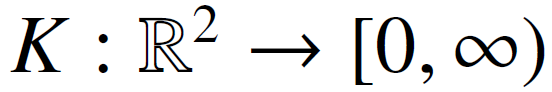 K : ℝ² → [0, ∞)